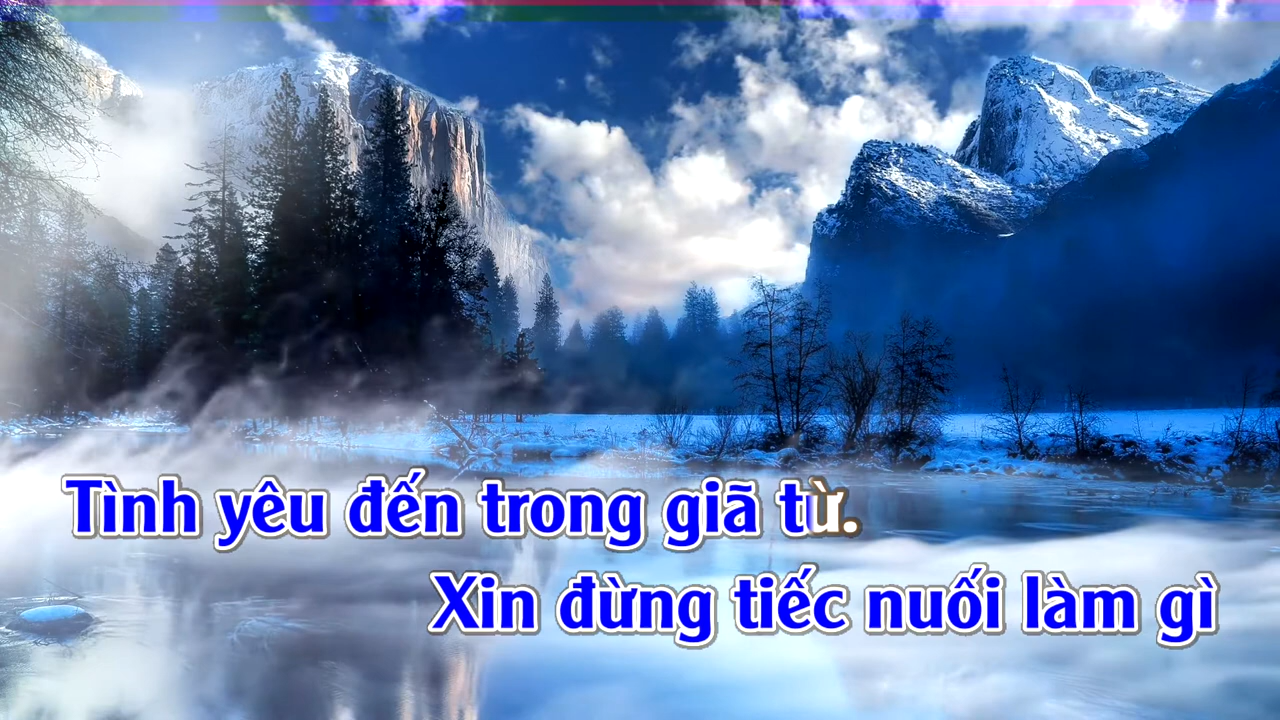 Tình yêu đến trong giã từ.
Xin đừng tiếc nuối làm gì